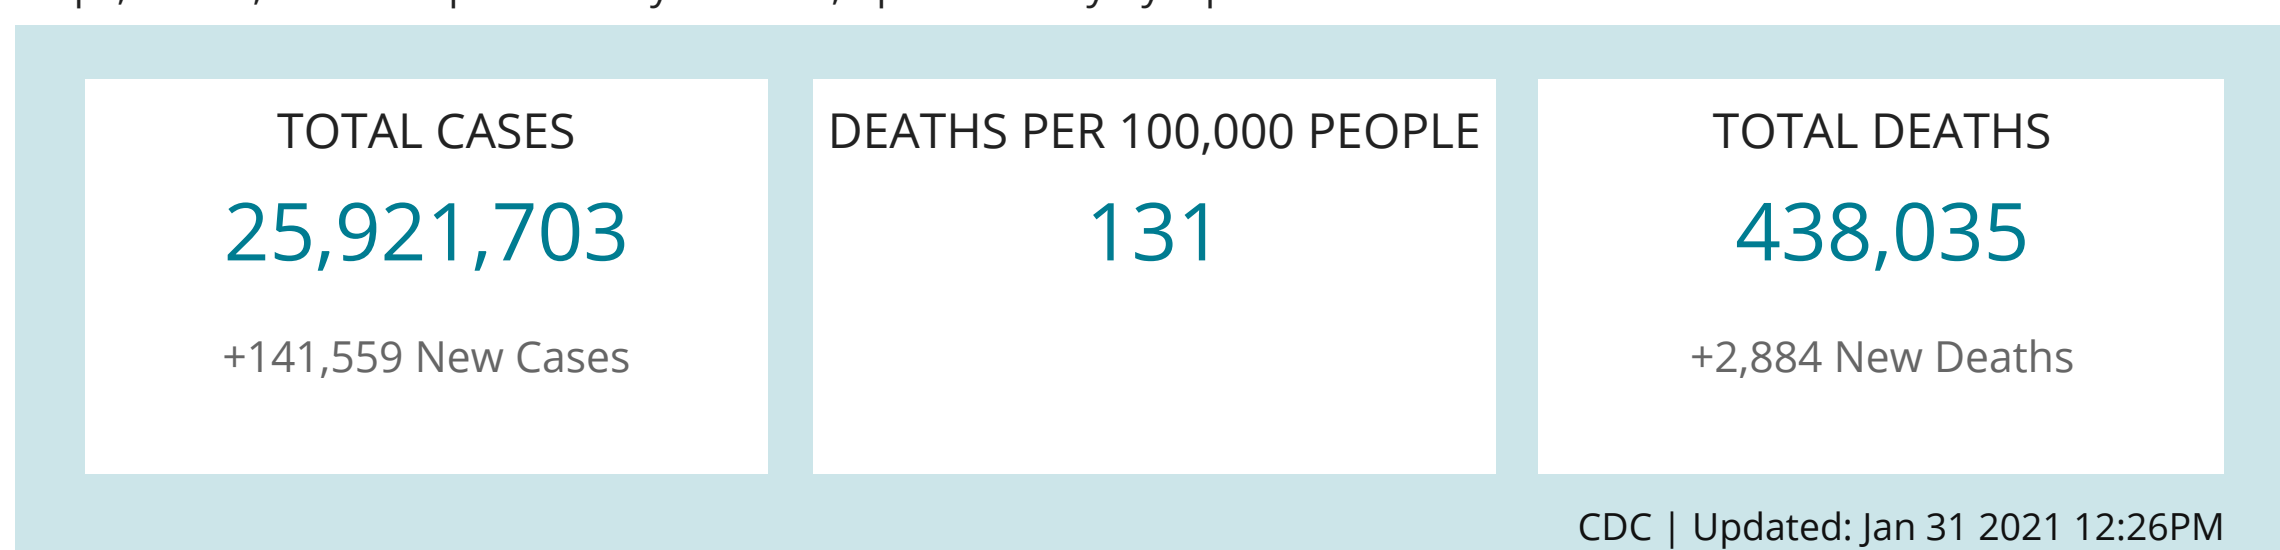 TOTAL CASES
25,921,703
+141,559 New Cases
DEATHS PER 100,000 PEOPLE
131
TOTAL DEATHS
438,035
+2,884 New Deaths
CDC | Updated: Jan 31 2021 12:26PM